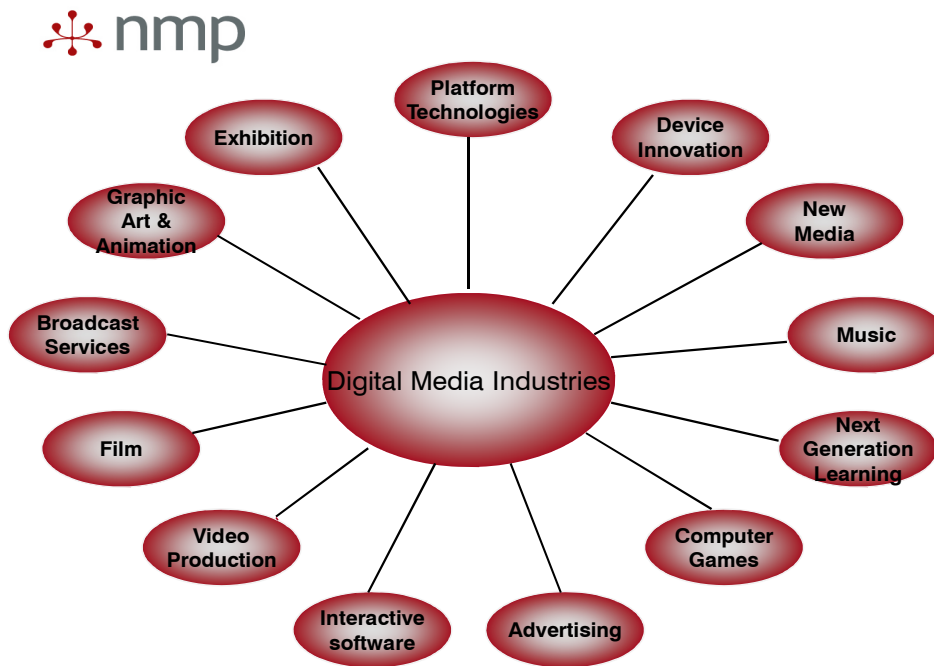 nmp
Platform
Technologies
Exhibition
Device
Innovation
Graphic
Art &
Animation
New
Media
Broadcast
Services
Music
Digital Media Industries
Film
Next
Generation
Learning
Video
Production
Computer
Games
Interactive
software
Advertising